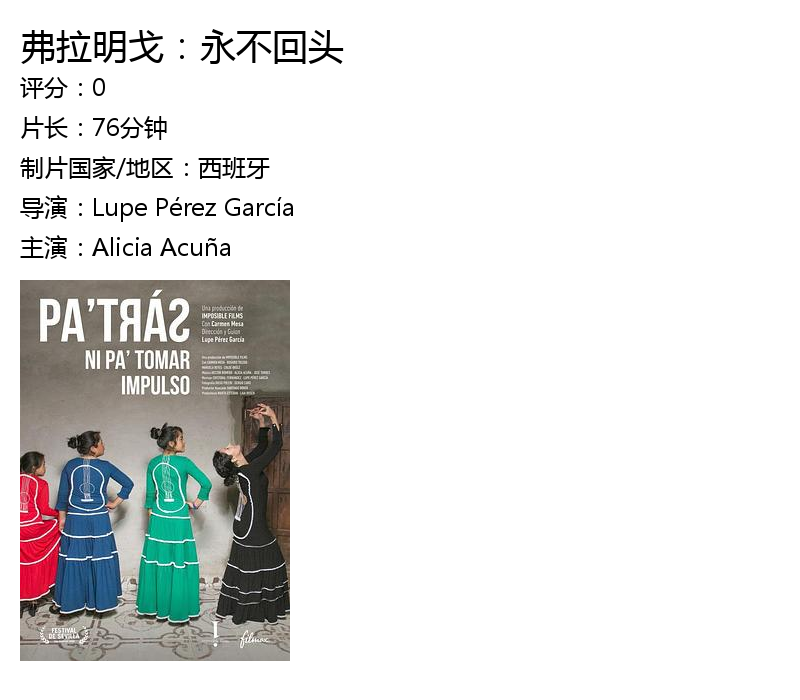 弗拉明戈：永不回头
评分：0
片长：76分钟
制片国家/地区：西班牙
导演：Lupe Pérez García
主演：Alicia Acuña
PA'TRÁS
NI PA' TOMAR
IMPULSO
Una producción de
IMPOSIBLE FILMS
Con Carmen Mesa
Dirección y Guion
Lupe Pérez García
FESTIVAL
DE SEVILLA
filmax